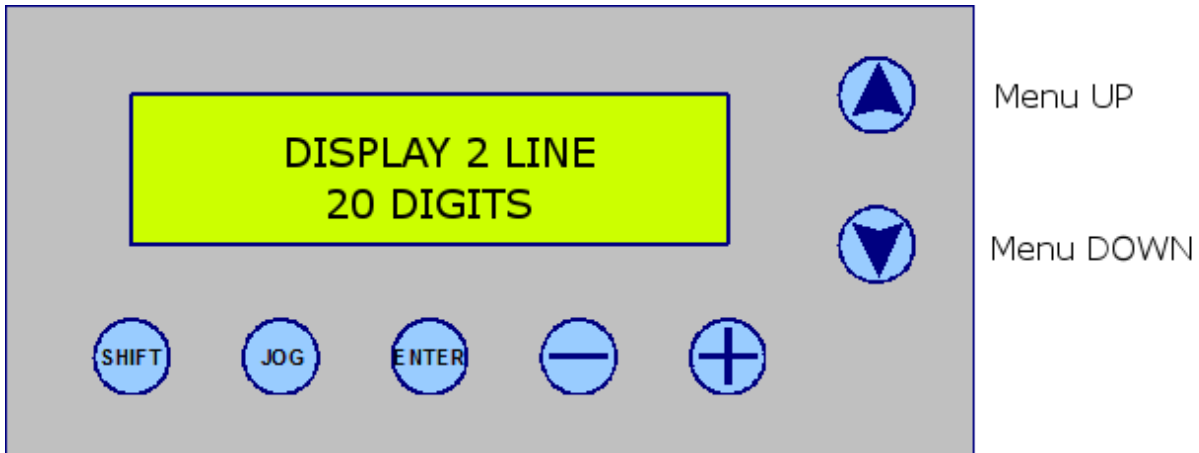 Menu UP
DISPLAY 2 LINE
20 DIGITS
Menu DOWN
SHIFT JOG ENTER